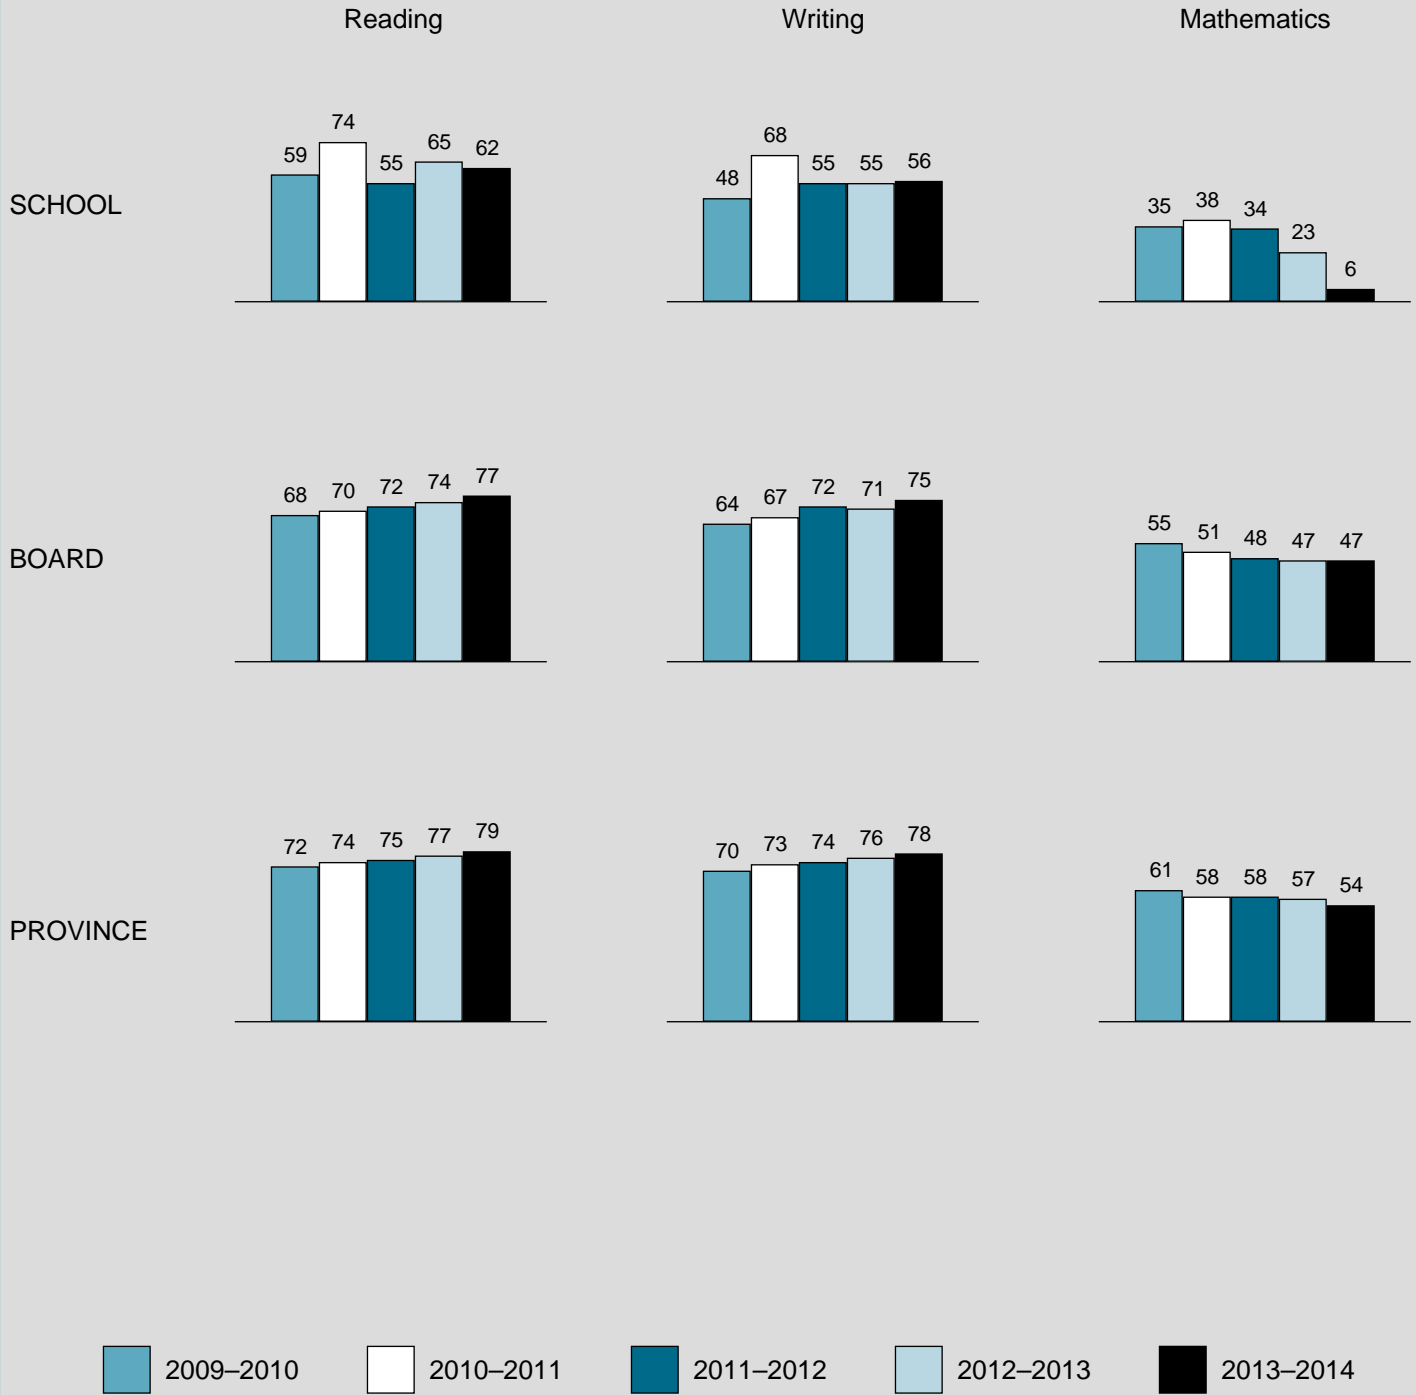 Reading Writing Mathematics
SCHOOL
59 74 55 65 62
48 68 55 55 56
35 38 34 23 6
BOARD
68 70 72 74 77
64 67 72 71 75
55 51 48 47 47
PROVINCE
72 74 75 77 79
70 73 74 76 78
61 58 58 57 54
2009–2010 2010–2011 2011–2012 2012–2013 2013–2014